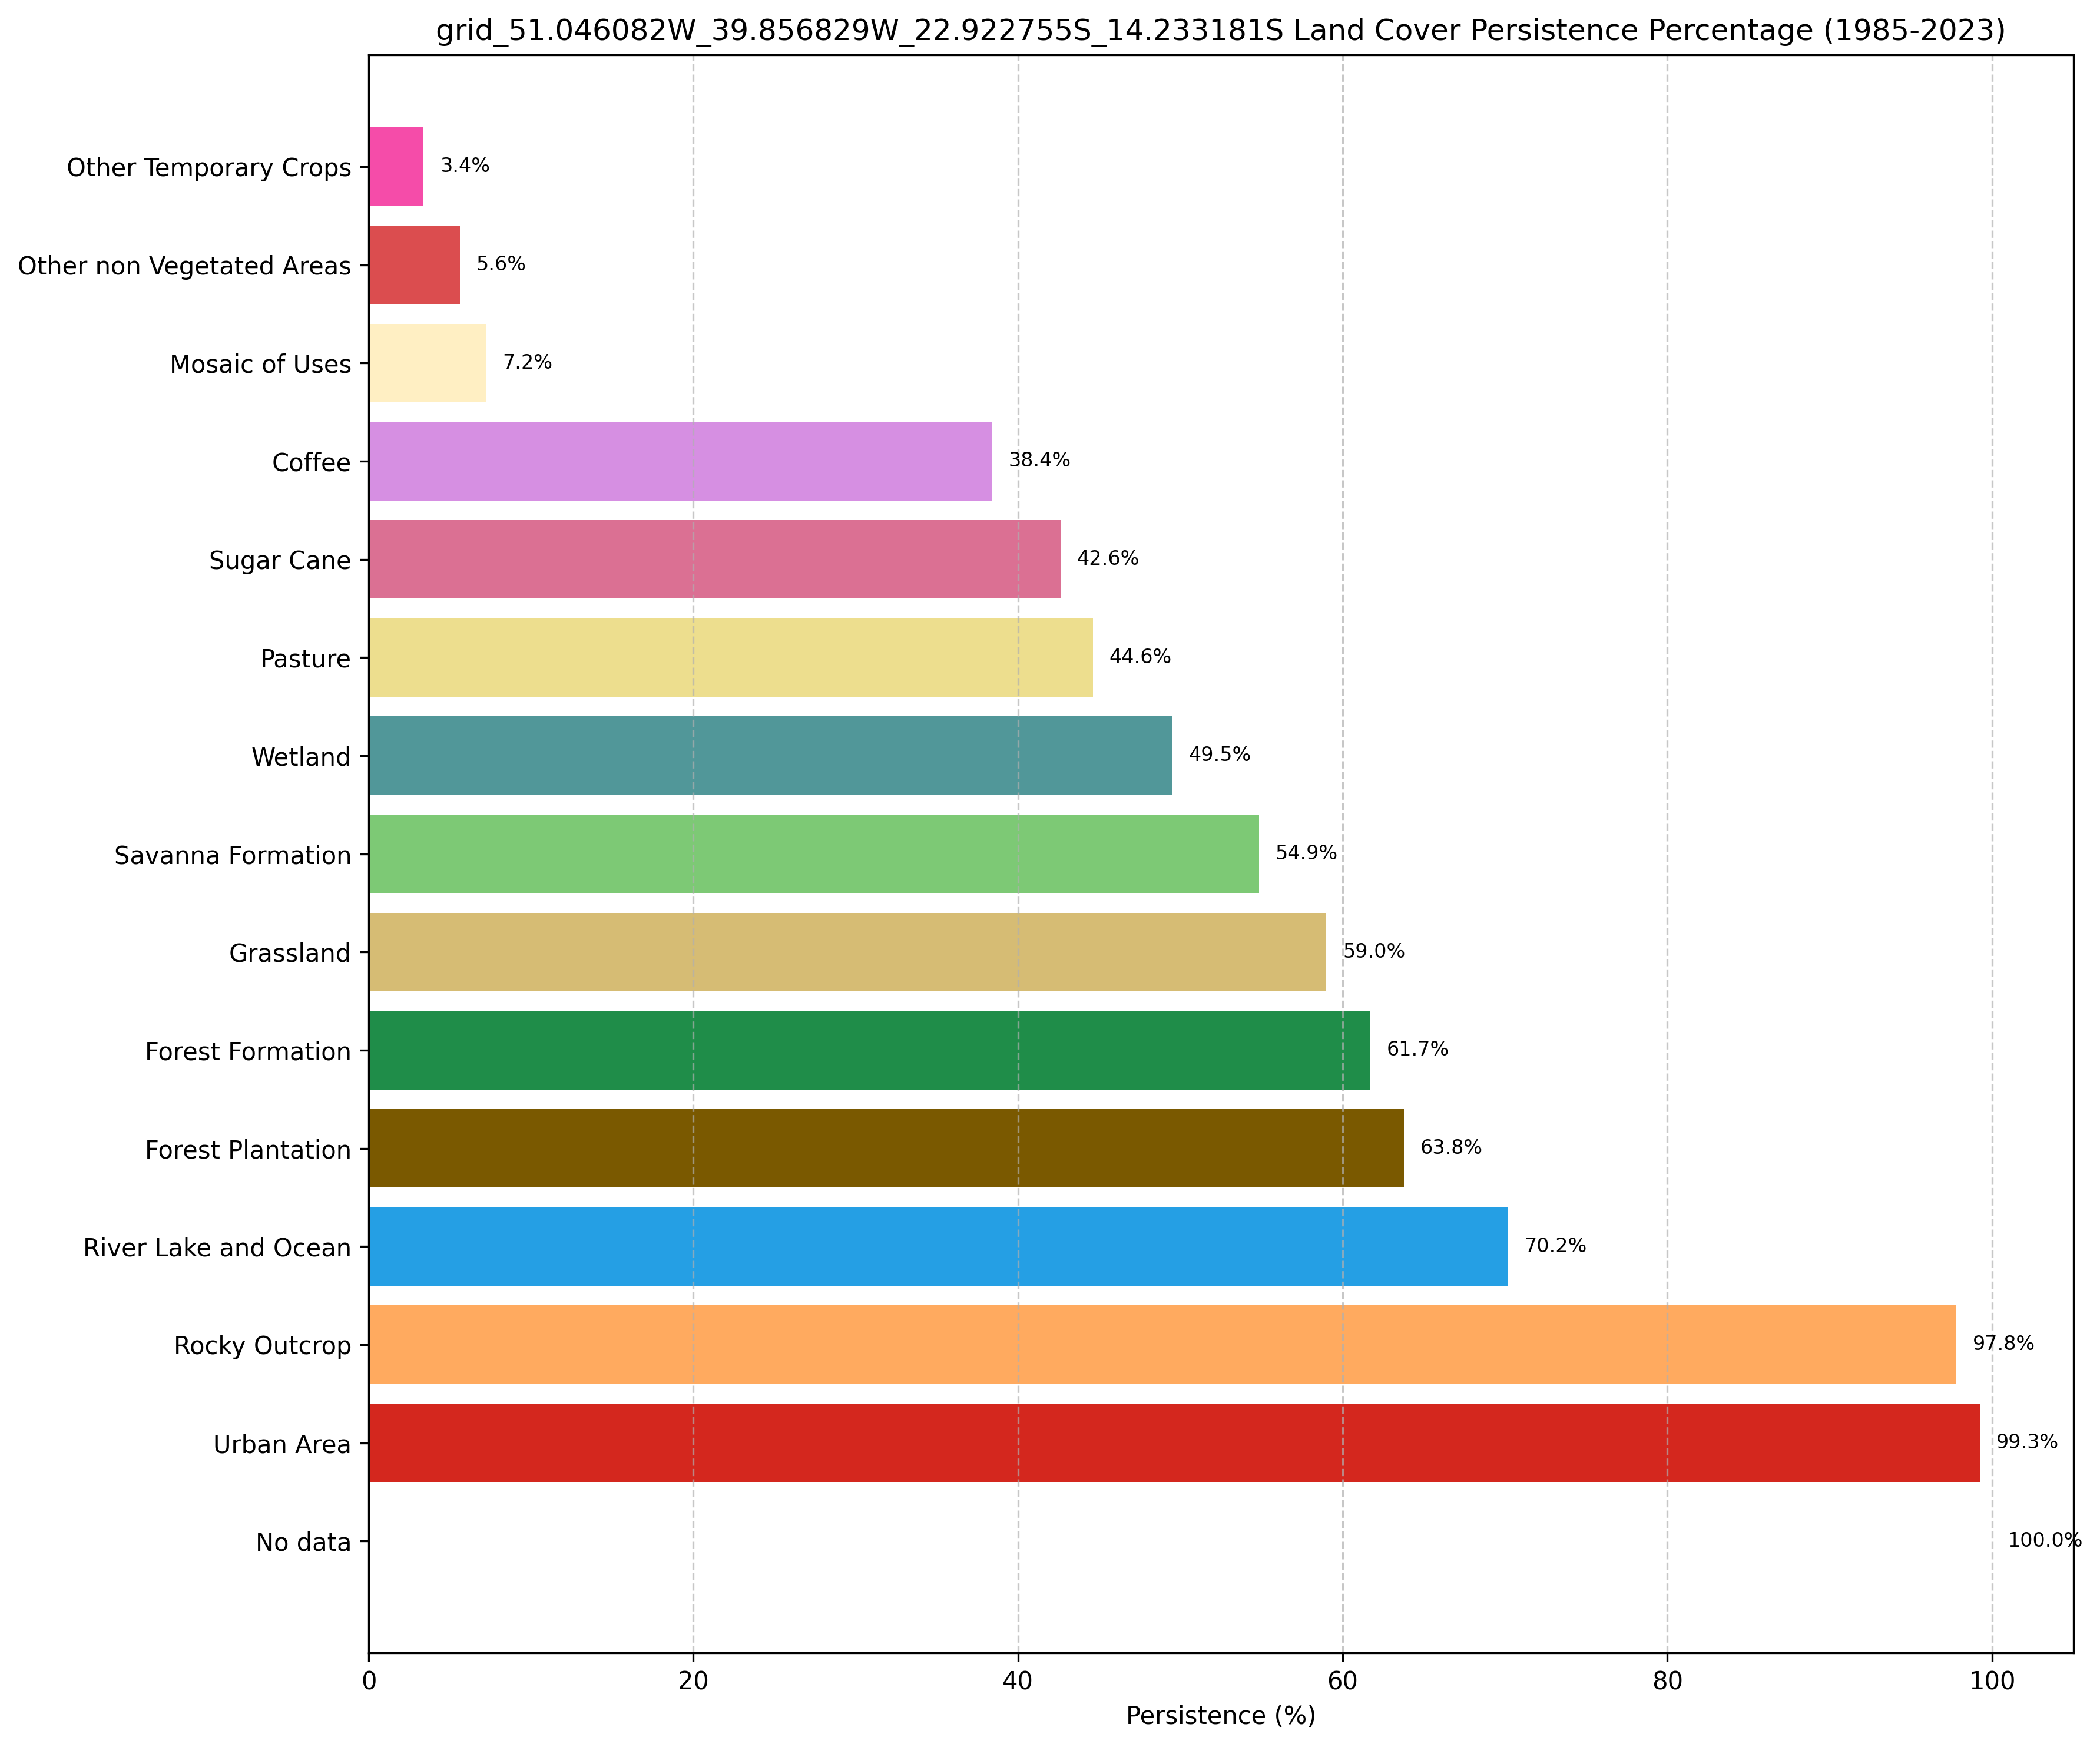 grid_51.046082W_39.856829W_22.922755S_14.233181S Land Cover Persistence Percentage (1985-2023)
Other Temporary Crops 3.4%
Other non Vegetated Areas 5.6%
Mosaic of Uses 7.2%
Coffee 38.4%
Sugar Cane 42.6%
Pasture 44.6%
Wetland 49.5%
Savanna Formation 54.9%
Grassland 59.0%
Forest Formation 61.7%
Forest Plantation 63.8%
River Lake and Ocean 70.2%
Rocky Outcrop 97.8%
Urban Area 99.3%
No data 100.0%
0 20 40 60 80 100
Persistence (%)